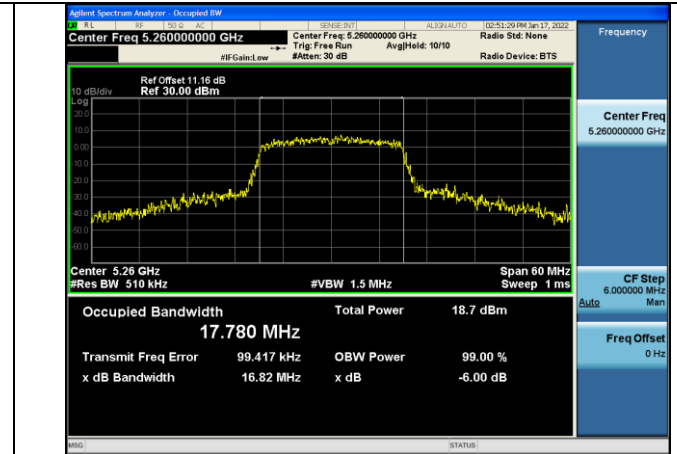 Agilent Spectrum Analyzer - Occupied BW
RL RF 50 Ω AC SENSE:INT ALIGNAUTO 02:51:29 PM Jan 17, 2022
Center Freq 5.260000000 GHz Center Freq: 5.260000000 GHz Radio Std: None
Trig: Free Run Avg|Hold: 10/10
#IFGain:Low #Atten: 30 dB Radio Device: BTS
Ref Offset 11.16 dB
10 dB/div Ref 30.00 dBm
Log
20.0
10.0
0.00
-10.0
-20.0
-30.0
-40.0
-50.0
-60.0
Center 5.26 GHz Span 60 MHz
#Res BW 510 kHz #VBW 1.5 MHz Sweep 1 ms
Occupied Bandwidth Total Power 18.7 dBm
17.780 MHz
Transmit Freq Error 99.417 kHz OBW Power 99.00 %
x dB Bandwidth 16.82 MHz x dB -6.00 dB
MSG STATUS
Frequency
Center Freq
5.260000000 GHz
CF Step
6.000000 MHz
Auto Man
Freq Offset
0 Hz